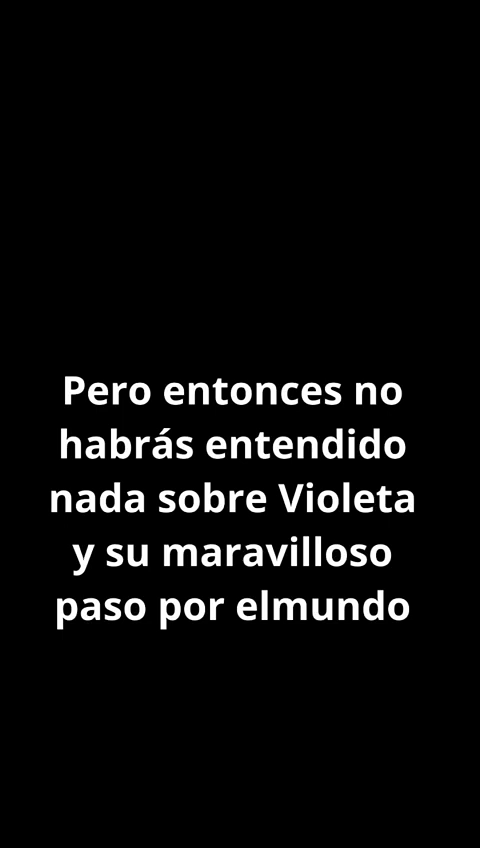 Pero entonces no
habrás entendido
nada sobre Violeta
y su maravilloso
paso por elmundo